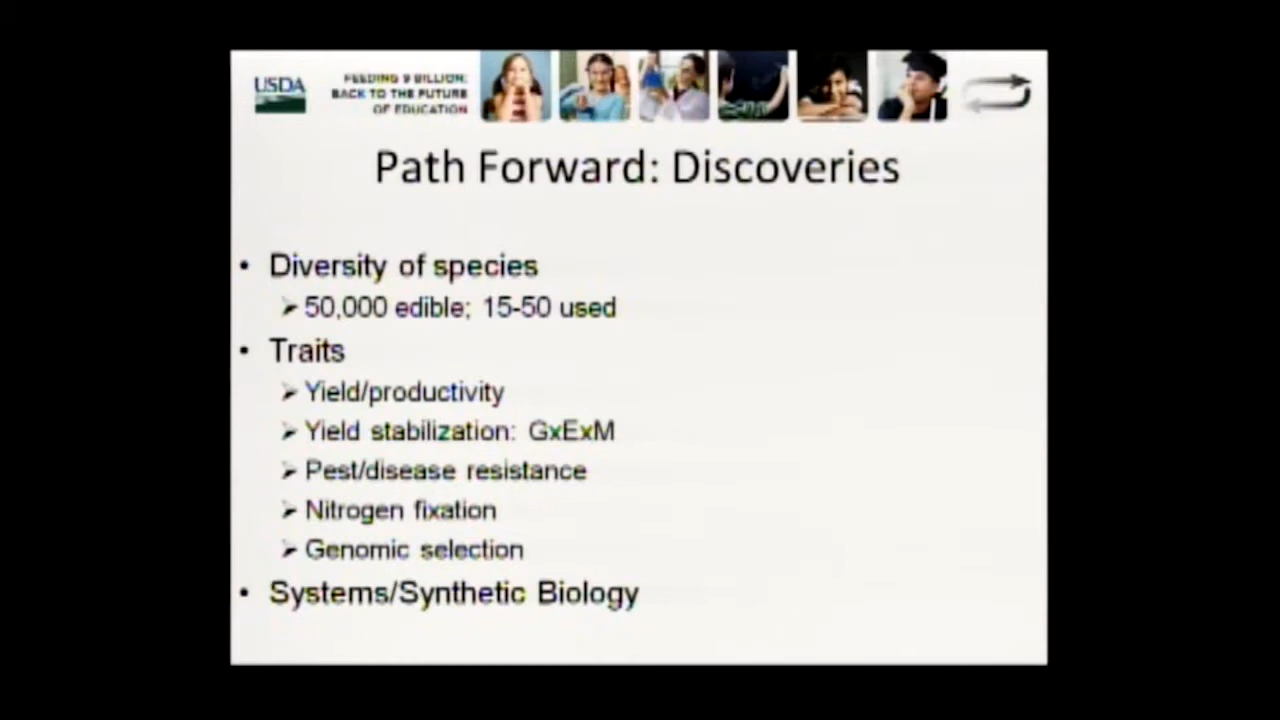 USDA
FEEDING 9 BILLION:
BACK TO THE FUTURE
OF EDUCATION
Path Forward: Discoveries
• Diversity of species
➢ 50,000 edible; 15-50 used
• Traits
➢ Yield/productivity
➢ Yield stabilization: GxExM
➢ Pest/disease resistance
➢ Nitrogen fixation
➢ Genomic selection
• Systems/Synthetic Biology